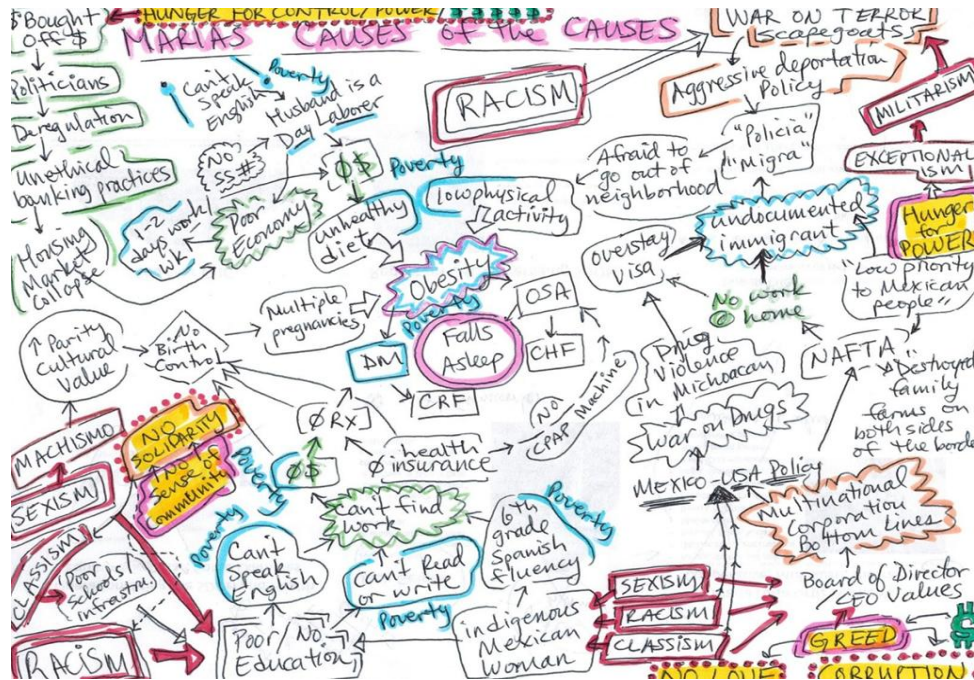 $Bought Off $
HUNGER FOR CONTROL/POWER/$$$$$
MARIAS CAUSES of the CAUSES
WAR ON TERROR
scapegoats
Politicians
Deregulation
unethical
banking practices
Housing
Market
Collapse
Can't
Speak
English
Poverty
Husband is a
Day Laborer
No
SS#
Ø$
Poverty
1-2
days work/
wk
Poor
Economy
unhealthy
diet
Low physical
activity
RACISM
Aggressive deportation
Policy
"Policia"
"Migra"
Afraid to
go out of
neighborhood
MILITARISM
EXCEPTIONAL
ISM
Hunger
for
POWER
undocumented
immigrant
overstay
Visa
"Low priority
to Mexican
people"
No work
@ home
NAFTA
Destroyed
family
farms on
both sides
of the borde
Obesity
Poverty
OSA
Falls
Asleep
CHF
DM
CRF
Multiple
pregnancies
↑ Parity
Cultural
Value
No
Birth
Control
MACHISMO
NO
SOLIDARITY
NO
Sense of
Community
SEXISM
CLASSISM
Poor
Schools/
infrastru.
RACISM
Ø Rx
Ø health
insurance
NO
CPAP Machine
Drug
Violence
in Michoacan
War on Drugs
MEXICO-USA Policy
Multinational
Corporation
Bottom Lines
Board of Director
/CEO Values
GREED
$
Ø$
Poverty
Poverty
Can't find
work
Can't
Speak
English
Can't Read
or write
Poverty
6th
grade
Spanish
fluency
Poverty
Poor/No
Education
indigenous
Mexican
Woman
SEXISM
RACISM
CLASSISM
NO LOVE
CORRUPTION